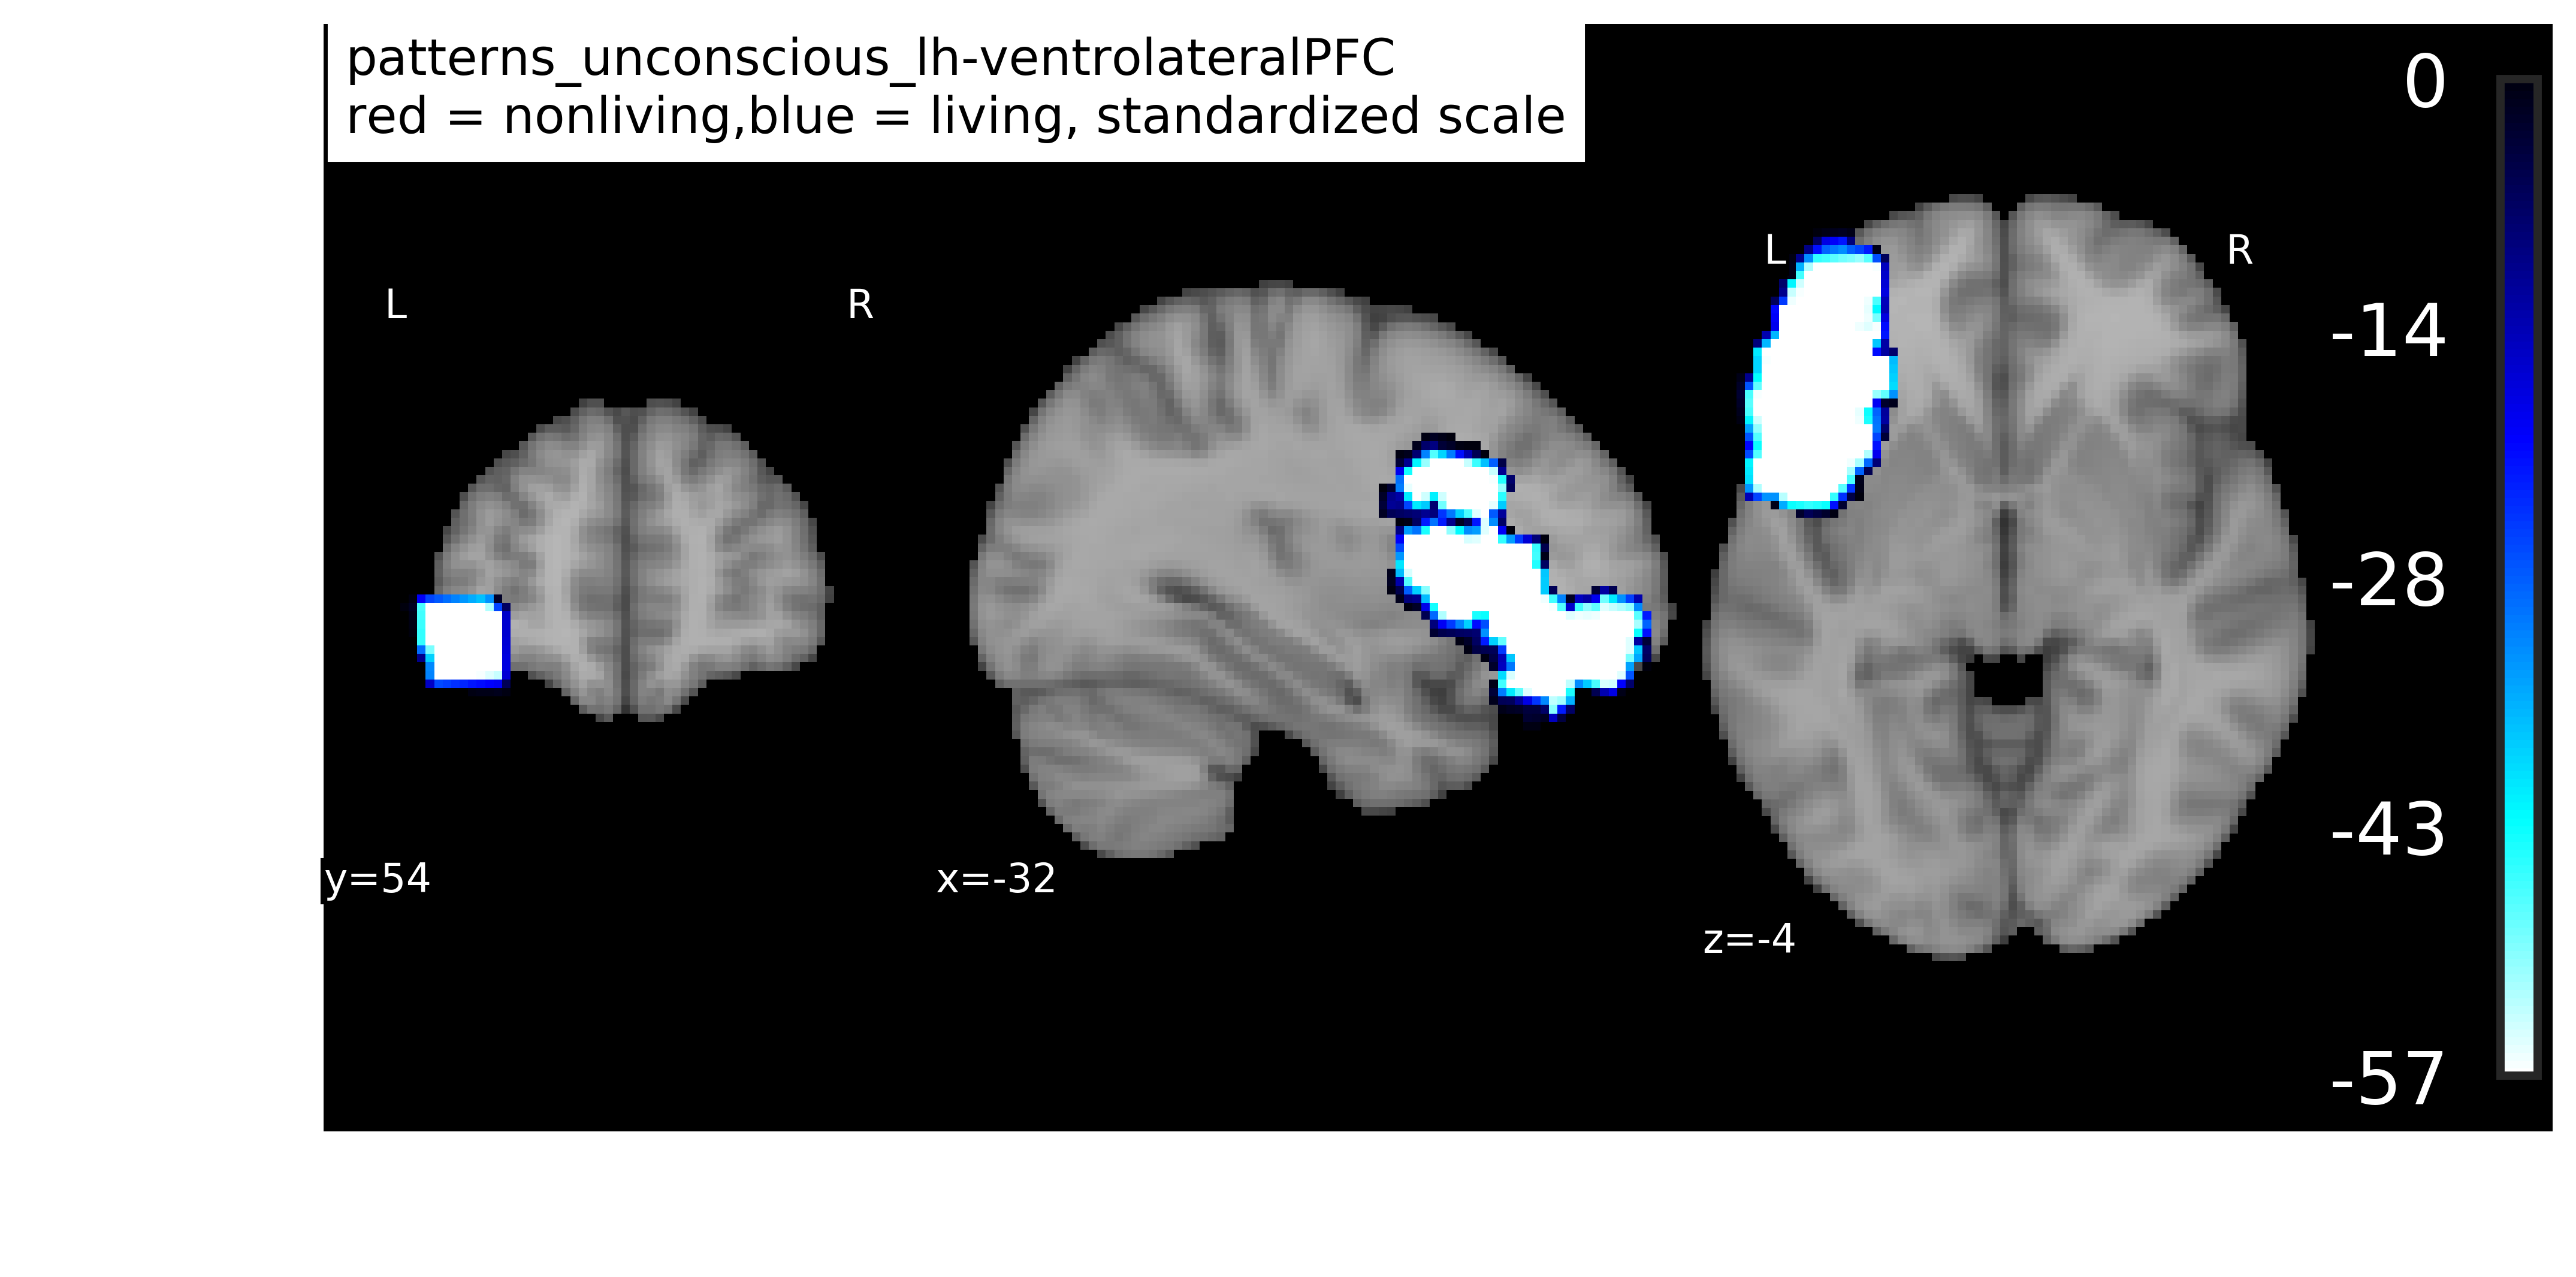 patterns_unconscious_lh-ventrolateralPFC
red = nonliving,blue = living, standardized scale
L
R
L
R
y=54
x=-32
z=-4
0
-14
-28
-43
-57